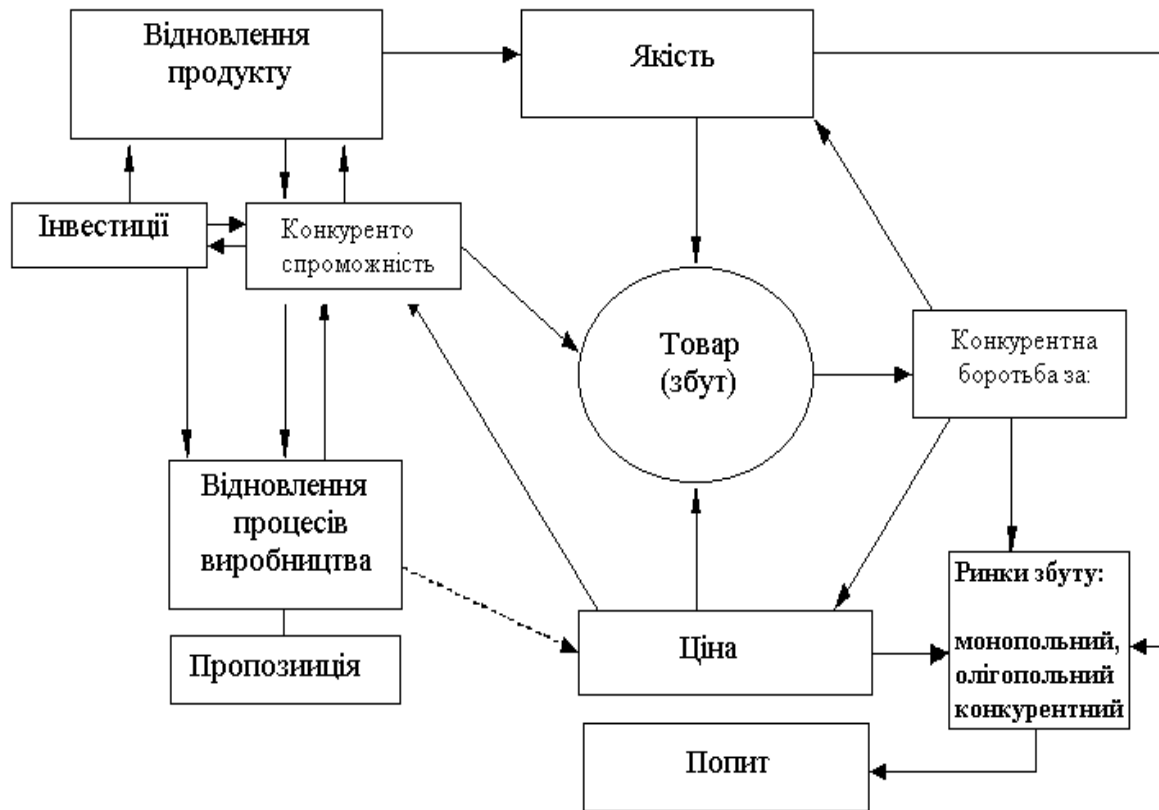 Відновлення
продукту
Якість
Інвестиції
Конкуренто
спроможність
Товар
(збут)
Конкурентна
боротьба за:
Відновлення
процесів
виробництва
Ринки збуту:
монопольний,
олігопольний
конкурентний
Пропозииція
Ціна
Попит